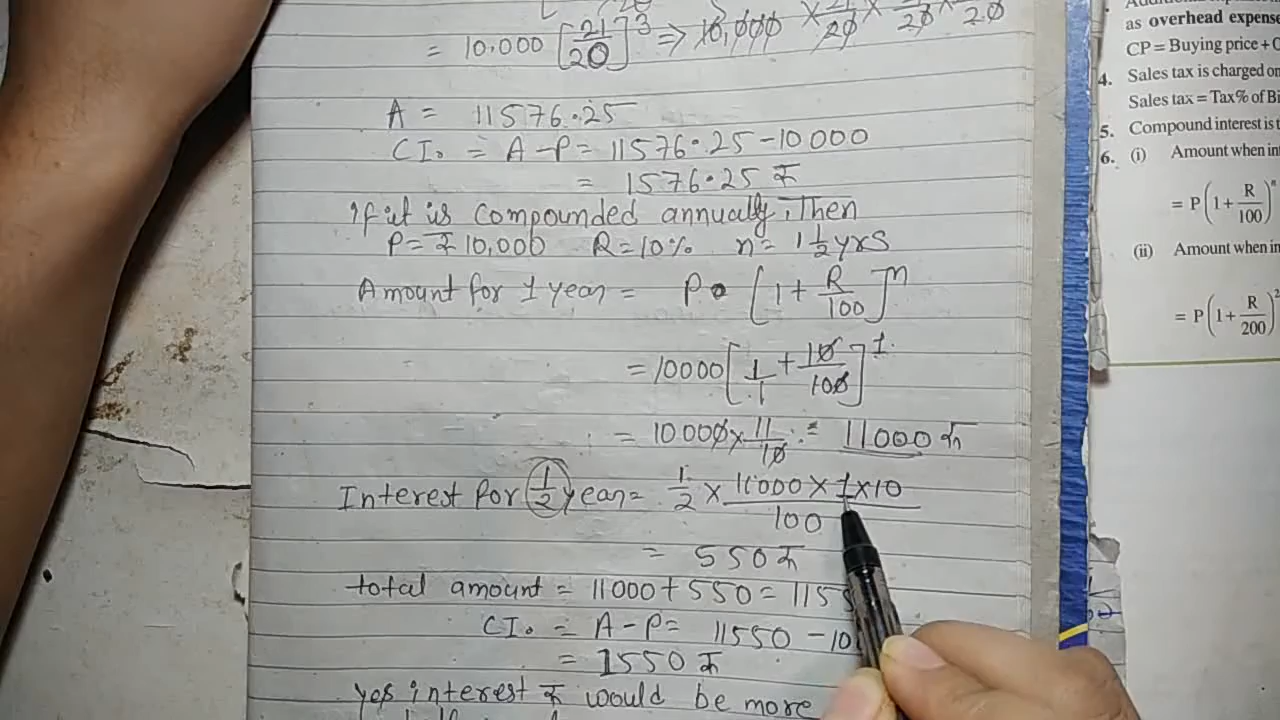 = 10,000 [21/20]³ ⇒ 10,000 × 21/20 × 21/20 × 21/20
A = 11576.25
CI. = A-P = 11576.25 - 10000
= 1576.25 ₹
If it is compounded annually, Then
P = ₹ 10,000 R = 10% n = 1 1/2 yrs
Amount for 1 year = P [1 + R/100]ⁿ
= 10000 [1/1 + 10/100]¹
= 10000 × 11/10 = 11000 ₹
Interest for 1/2 year = 1/2 × 11000 × 1 × 10 / 100
= 550 ₹
total amount = 11000 + 550 = 1155
CI. = A-P = 11550 - 10
= 1550 ₹
yes interest ₹ would be more
as overhead expense
CP = Buying price +
4. Sales tax is charged on
Sales tax = Tax% of Bi
5. Compound interest is t
6. (i) Amount when int
= P(1 + R/100)ⁿ
(ii) Amount when in
= P(1 + R/200)²